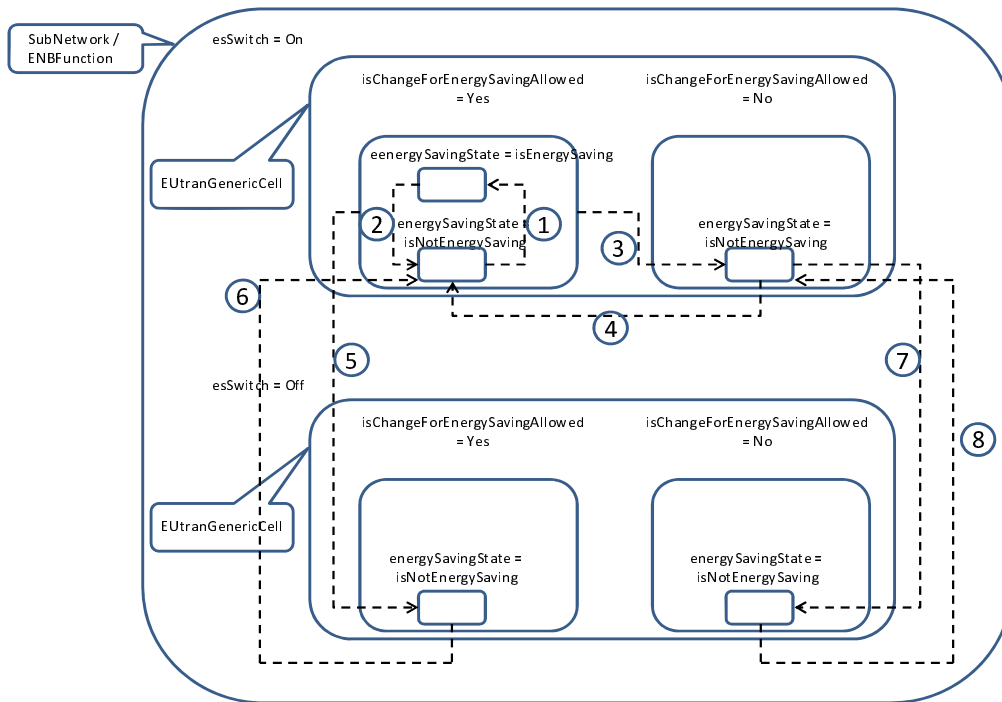 SubNetwork /
ENBFunction
esSwitch = On
isChangeForEnergySavingAllowed
= Yes
isChangeForEnergySavingAllowed
= No
EUtranGenericCell
eenergySavingState = isEnergySaving
2
1
energySavingState =
isNotEnergySaving
3
energySavingState =
isNotEnergySaving
6
4
5
7
esSwitch = Off
isChangeForEnergySavingAllowed
= Yes
isChangeForEnergySavingAllowed
= No
8
EUtranGenericCell
energySavingState =
isNotEnergySaving
energySavingState =
isNotEnergySaving